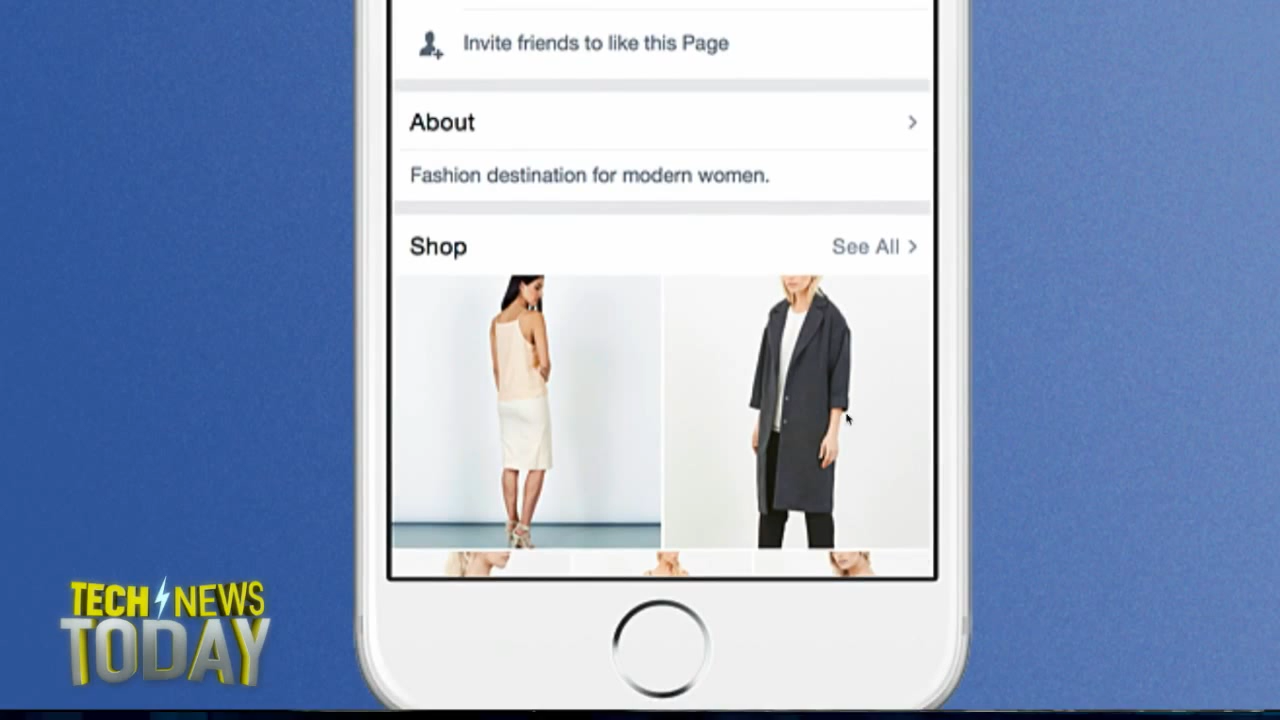 Invite friends to like this Page
About
Fashion destination for modern women.
Shop
See All
TECH NEWS
TODAY